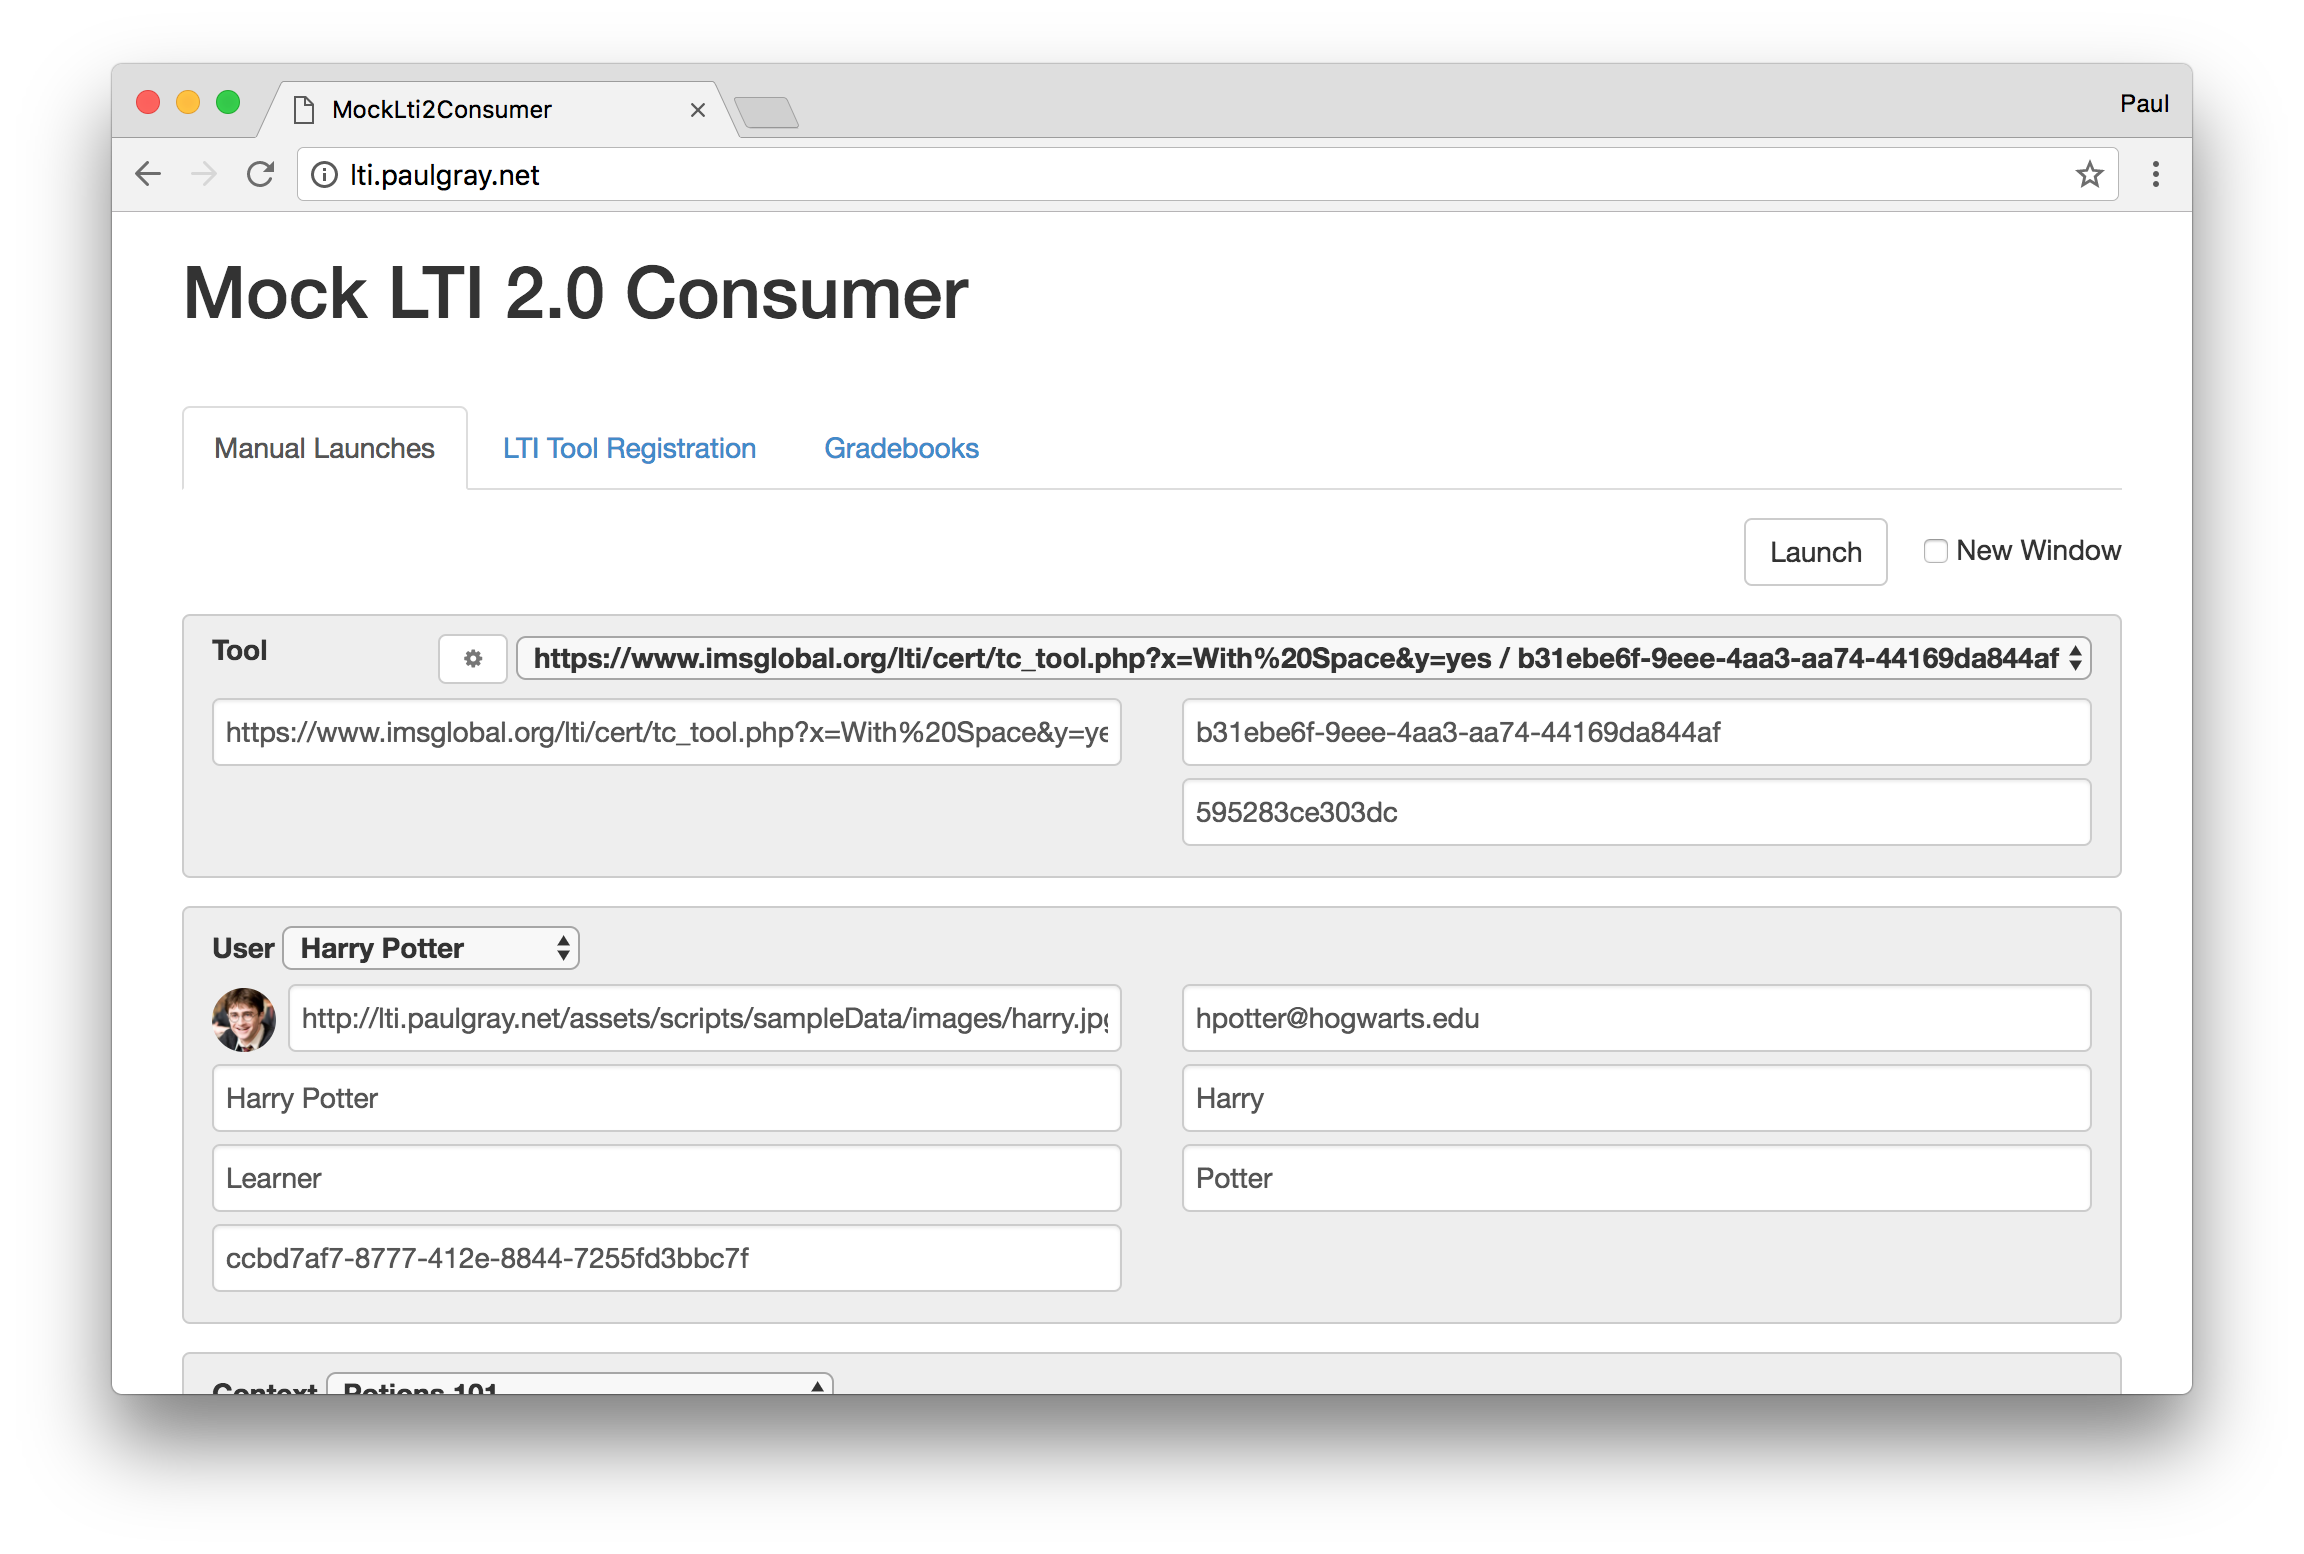 MockLti2Consumer
Paul
lti.paulgray.net
Mock LTI 2.0 Consumer
Manual Launches LTI Tool Registration Gradebooks
Launch New Window
Tool https://www.imsglobal.org/lti/cert/tc_tool.php?x=With%20Space&y=yes / b31ebe6f-9eee-4aa3-aa74-44169da844af
https://www.imsglobal.org/lti/cert/tc_tool.php?x=With%20Space&y=ye b31ebe6f-9eee-4aa3-aa74-44169da844af
595283ce303dc
User Harry Potter
http://lti.paulgray.net/assets/scripts/sampleData/images/harry.jpg hpotter@hogwarts.edu
Harry Potter Harry
Learner Potter
ccbd7af7-8777-412e-8844-7255fd3bbc7f
Context Potions 101